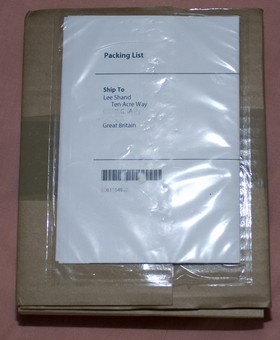 Packing List
Ship To
Lee Shand
Ten Acre Way
Great Britain